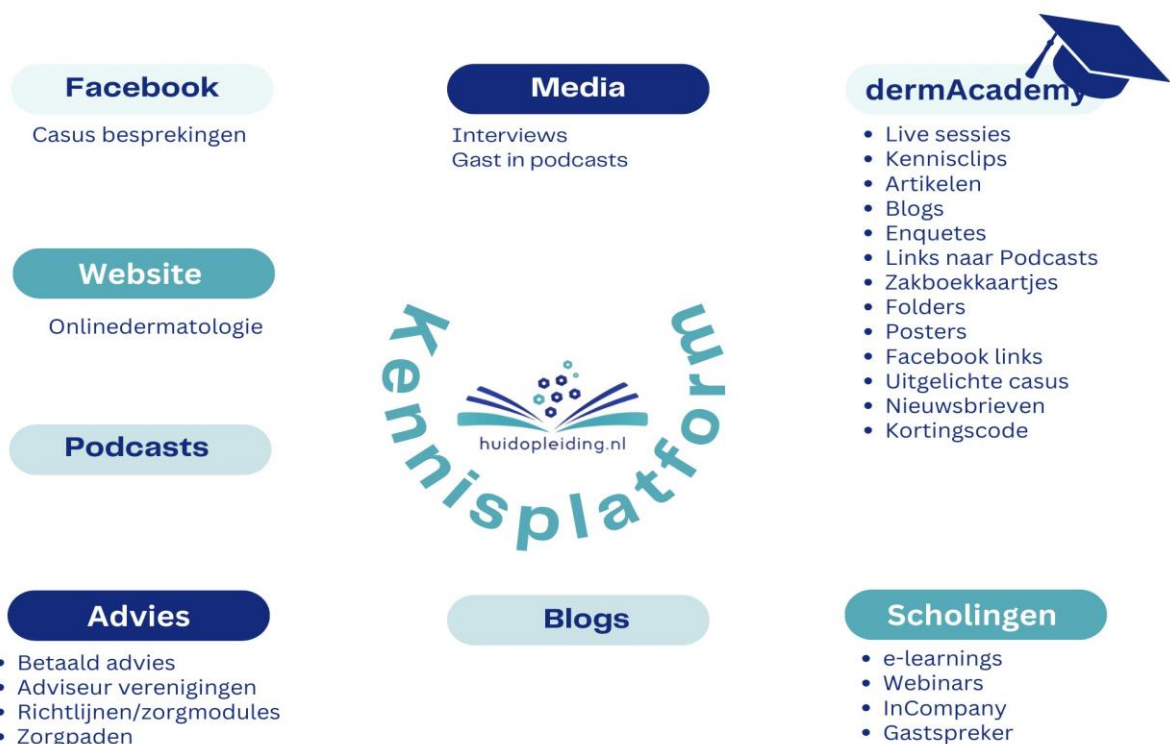 Facebook
Casus besprekingen
Website
Onlinedermatologie
Podcasts
Advies
Betaald advies
Adviseur verenigingen
Richtlijnen/zorgmodules
Zorgpaden
Media
Interviews
Gast in podcasts
Kennisplatform
huidopleiding.nl
Blogs
dermAcademy
Live sessies
Kennisclips
Artikelen
Blogs
Enquetes
Links naar Podcasts
Zakboekkaartjes
Folders
Posters
Facebook links
Uitgelichte casus
Nieuwsbrieven
Kortingscode
Scholingen
e-learnings
Webinars
InCompany
Gastspreker